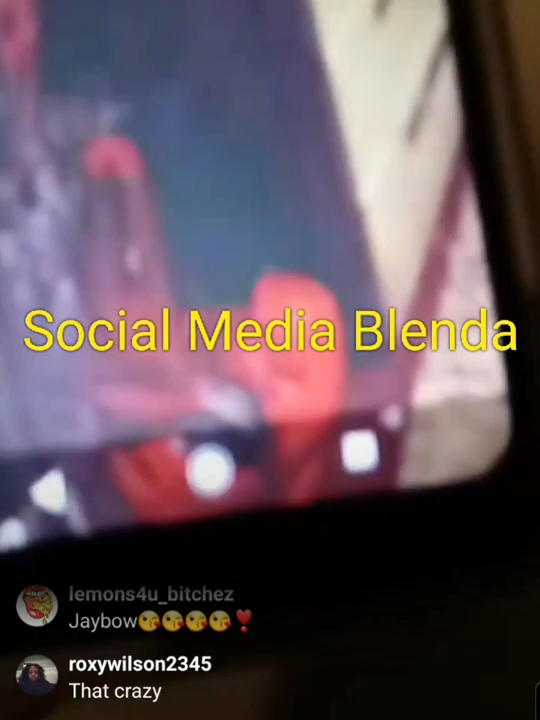 Social Media Blenda
lemons4u_bitchez
Jaybow😘😘😘😘❣️
roxywilson2345
That crazy